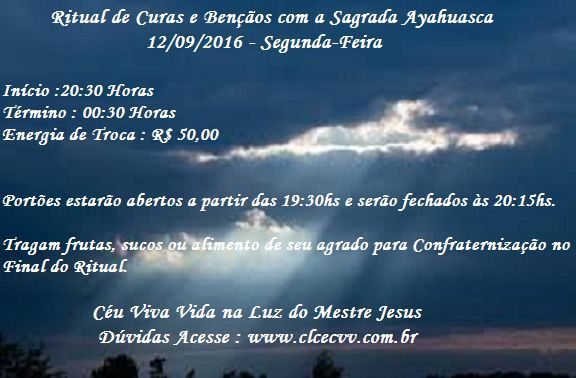 Ritual de Curas e Bençãos com a Sagrada Ayahuasca
12/09/2016 - Segunda-Feira
Início :20:30 Horas
Término : 00:30 Horas
Energia de Troca : R$ 50,00
Portões estarão abertos a partir das 19:30hs e serão fechados às 20:15hs.
Tragam frutas, sucos ou alimento de seu agrado para Confraternização no
Final do Ritual.
Céu Viva Vida na Luz do Mestre Jesus
Dúvidas Acesse : www.clcecvv.com.br